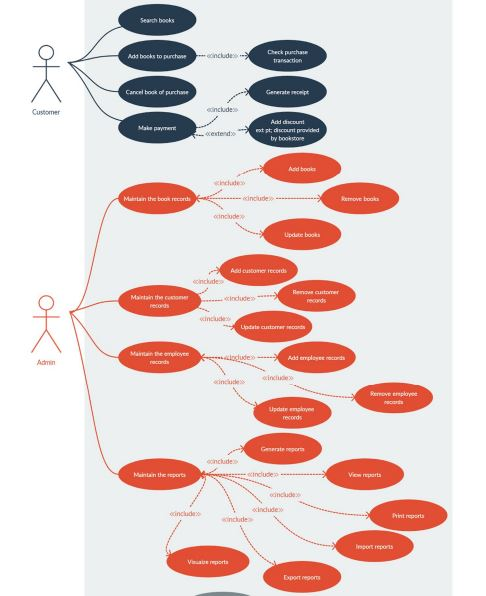 Search books
Add books to purchase
<<include>>
Check purchase
transaction
Customer
Cancel book of purchase
Generate receipt
<<include>>
Make payment
<<extend>>
Add discount
ext pt; discount provided
by bookstore
Add books
<<include>>
Maintain the book records
<<include>>
Remove books
<<include>>
Update books
Add customer records
<<include>>
Maintain the customer
records
<<include>>
Remove customer
records
<<include>>
Update customer records
Admin
Maintain the employee
records
<<include>>
Add employee records
<<include>>
<<include>>
Remove employee
records
Update employee
records
Generate reports
<<include>>
Maintain the reports
<<include>>
View reports
<<include>>
<<include>>
<<include>>
<<include>>
Print reports
Import reports
Visualze reports
Export reports